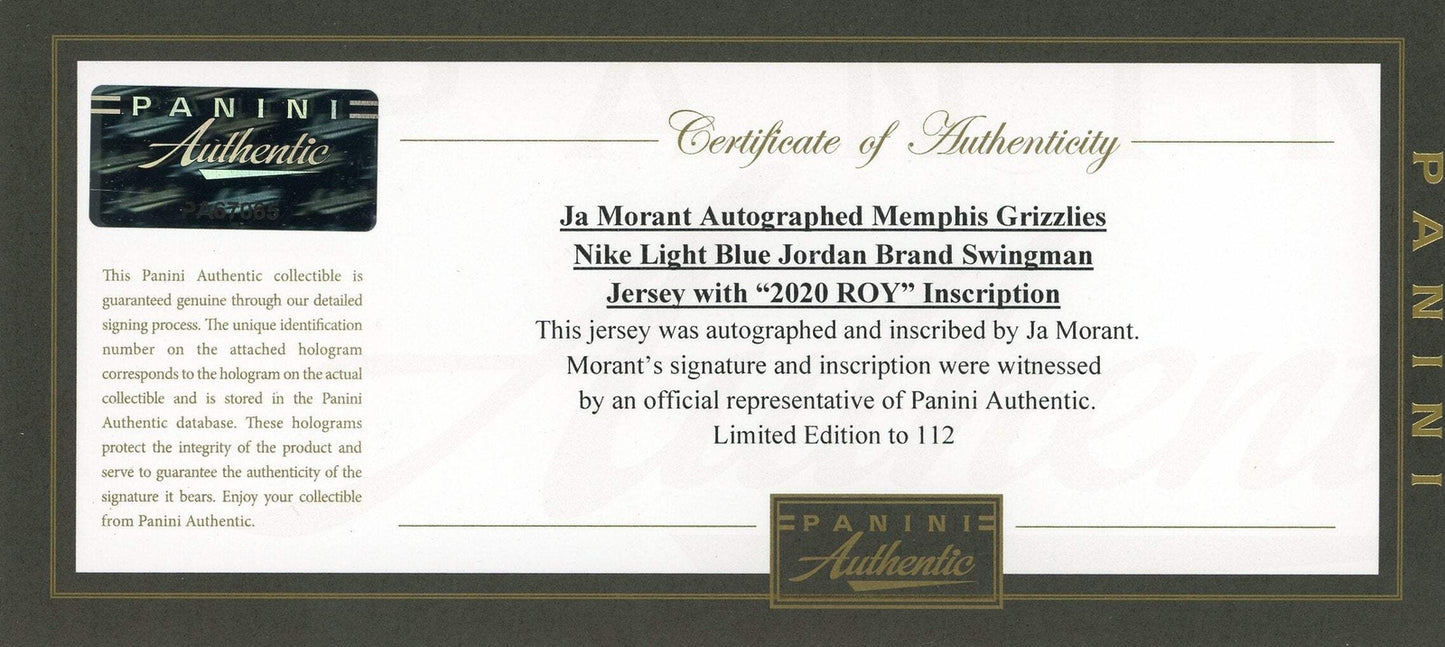 PANINI
Authentic
PA67065
This Panini Authentic collectible is
guaranteed genuine through our detailed
signing process. The unique identification
number on the attached hologram
corresponds to the hologram on the actual
collectible and is stored in the Panini
Authentic database. These holograms
protect the integrity of the product and
serve to guarantee the authenticity of the
signature it bears. Enjoy your collectible
from Panini Authentic.
Certificate of Authenticity
Ja Morant Autographed Memphis Grizzlies
Nike Light Blue Jordan Brand Swingman
Jersey with “2020 ROY” Inscription
This jersey was autographed and inscribed by Ja Morant.
Morant’s signature and inscription were witnessed
by an official representative of Panini Authentic.
Limited Edition to 112
PANINI
Authentic
PANINI